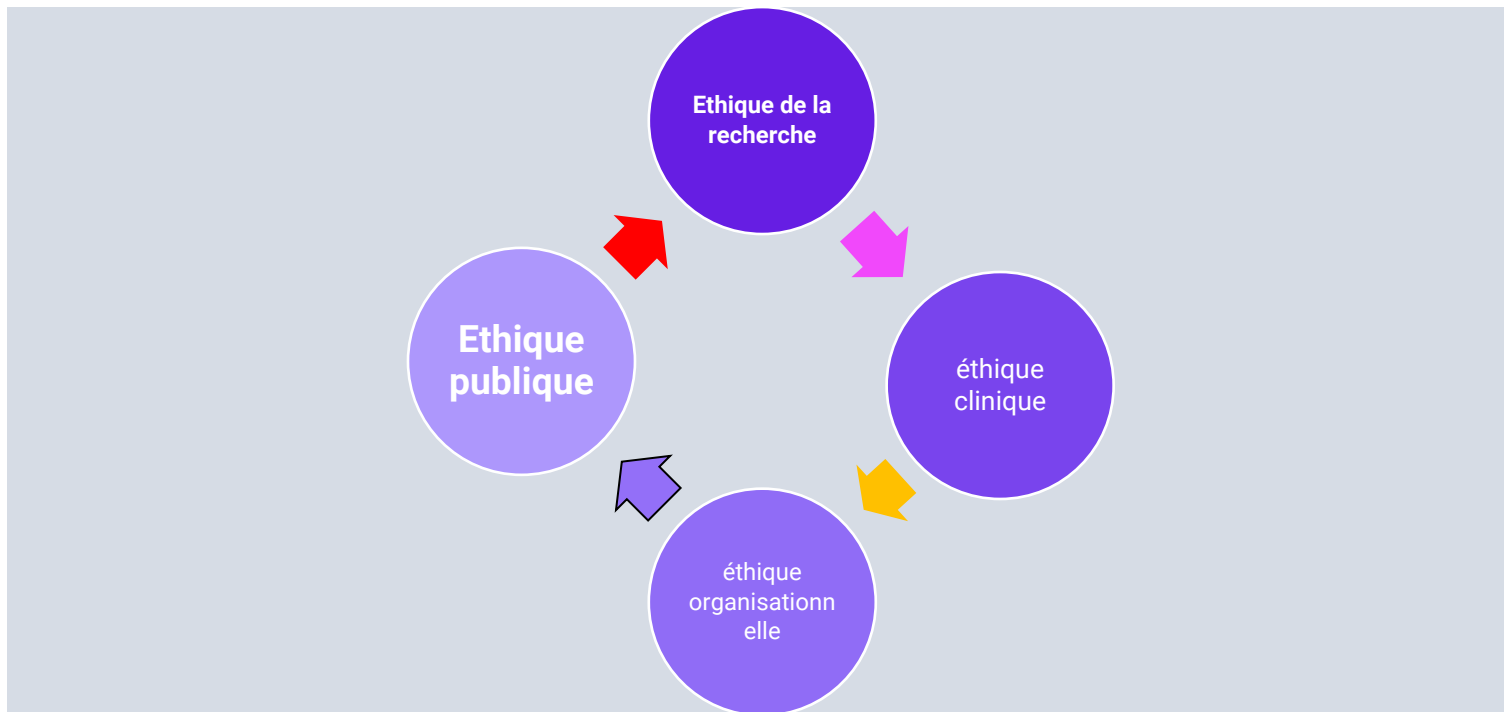 Ethique de la
recherche
Ethique
publique
éthique
clinique
éthique
organisationn
elle